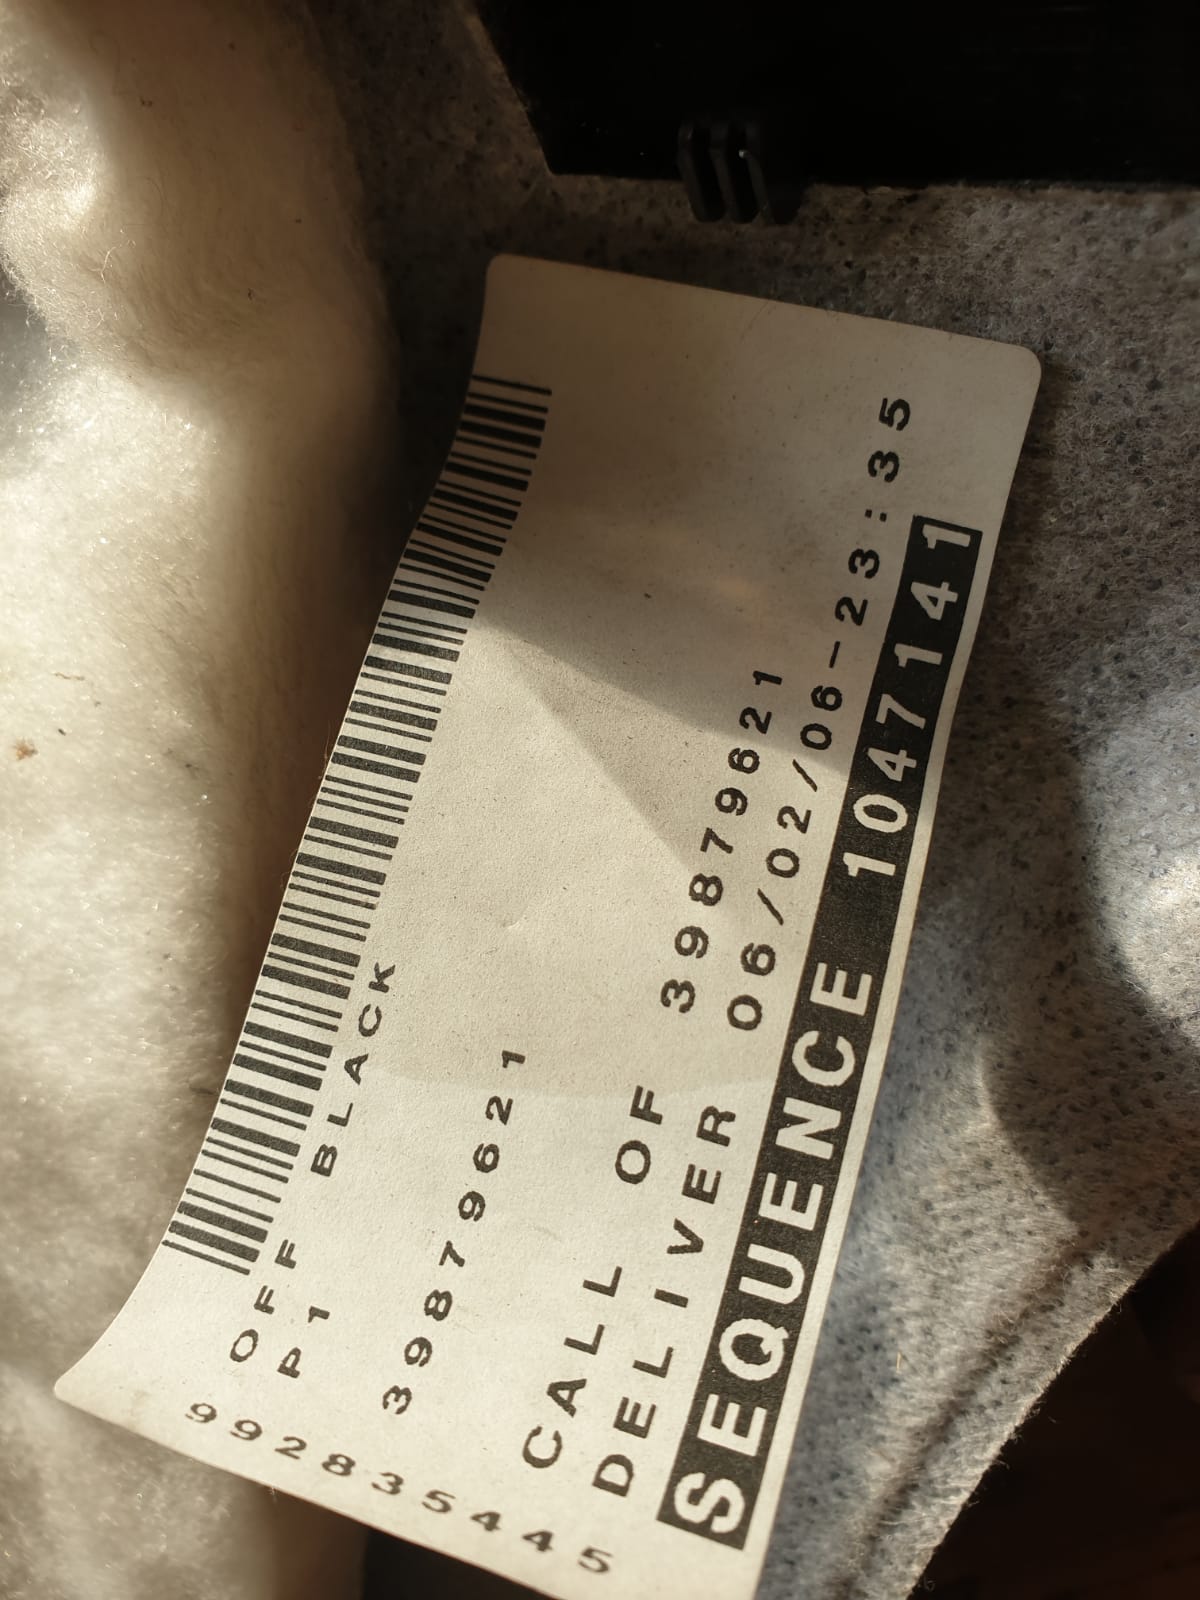 OFF BLACK
P1
39879621
CALL OF 39879621
DELIVER 06/02/06-23:35
SEQUENCE 1047141
992835445